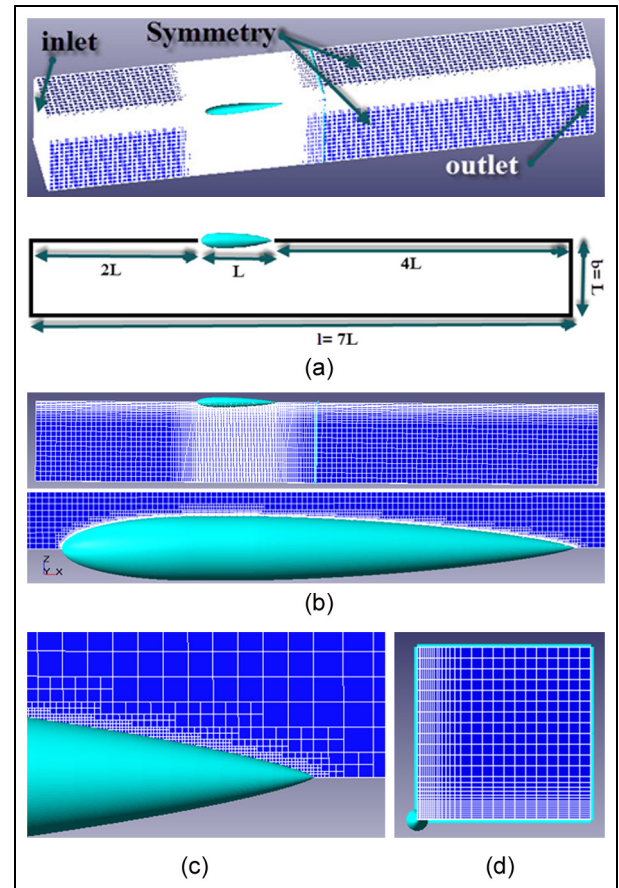 inlet
Symmetry
outlet
2L
L
4L
b= L
l= 7L
(a)
Z
Y X
(b)
(c)
(d)